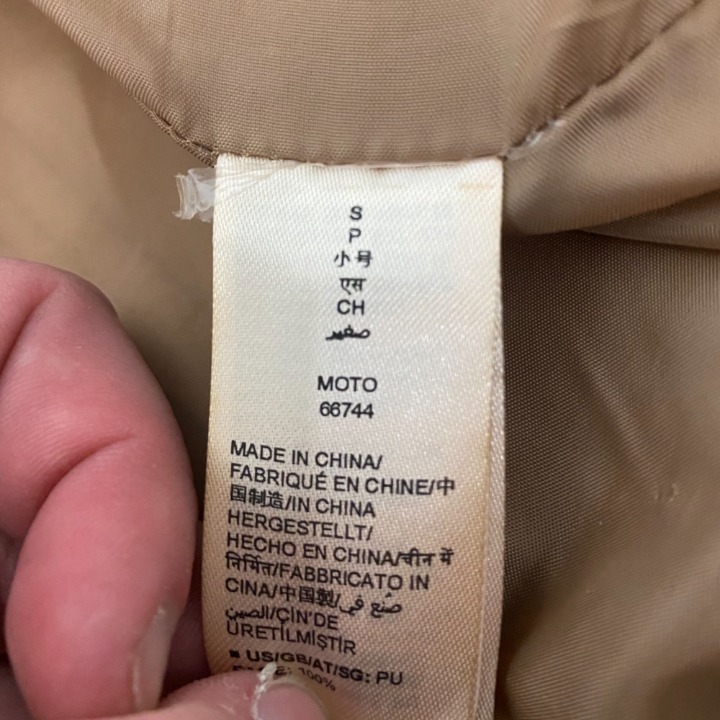 S
P
小号
एस
CH
صغير
MOTO
66744
MADE IN CHINA/
FABRIQUÉ EN CHINE/中
国制造/IN CHINA
HERGESTELLT/
HECHO EN CHINA/चीन में
निर्मित/FABBRICATO IN
CINA/中国製/صُنع في
الصين/ÇİN'DE
ÜRETİLMİŞTİR
■ US/GB/AT/SG: PU
100%